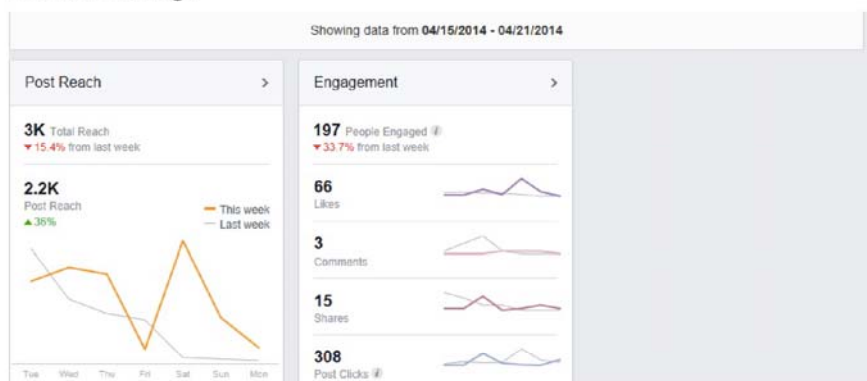 Showing data from 04/15/2014 - 04/21/2014
Post Reach >
3K Total Reach
▼15.4% from last week
2.2K
Post Reach
▲36%
This week
Last week
Tue Wed Thu Fri Sat Sun Mon
Engagement >
197 People Engaged i
▼33.7% from last week
66
Likes
3
Comments
15
Shares
308
Post Clicks i